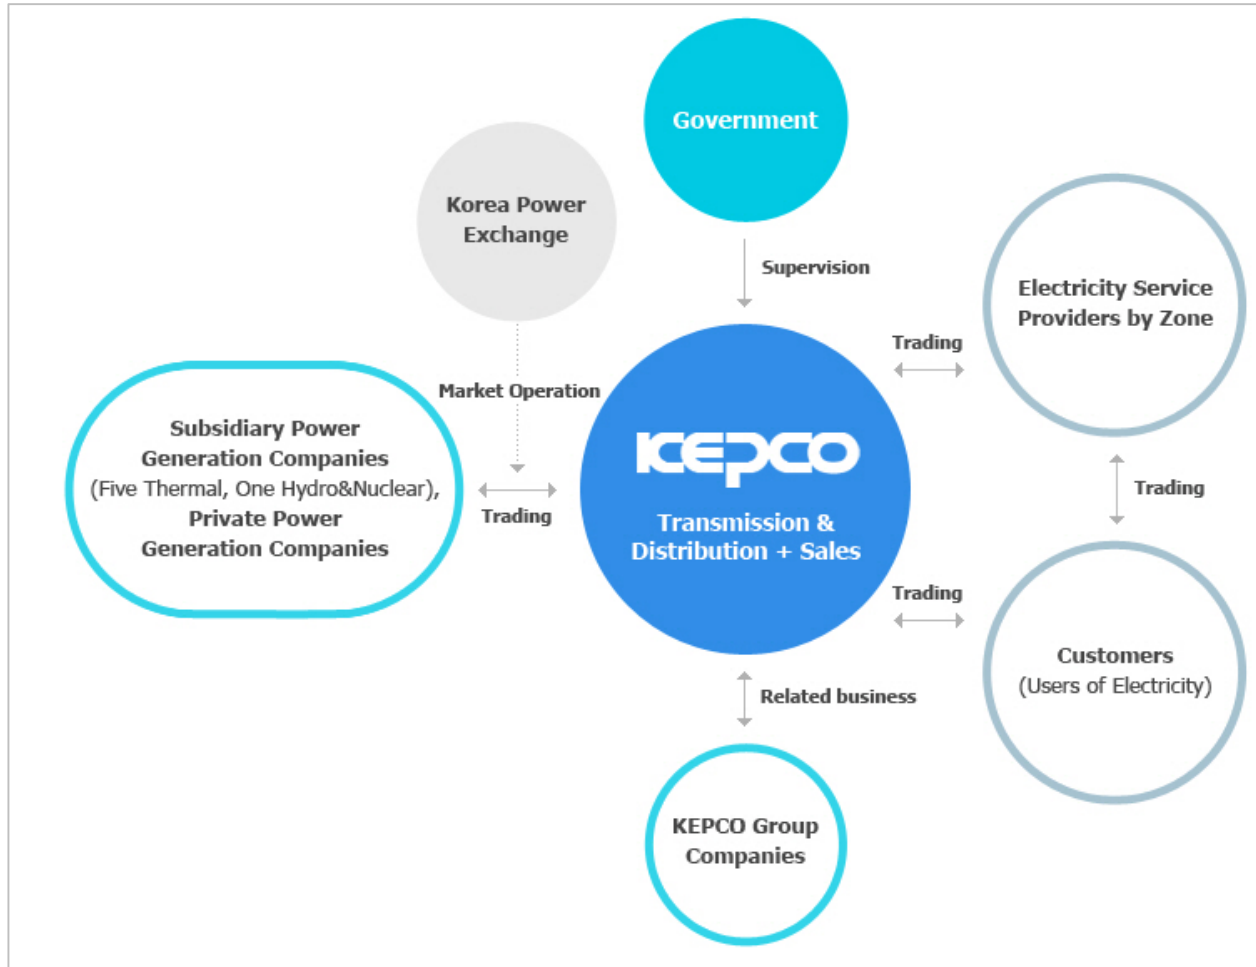 Government
Korea Power
Exchange
Supervision
Electricity Service
Providers by Zone
Trading
Market Operation
Subsidiary Power
Generation Companies
(Five Thermal, One Hydro&Nuclear),
Private Power
Generation Companies
Trading
KEPCO
Transmission &
Distribution + Sales
Trading
Trading
Customers
(Users of Electricity)
Related business
KEPCO Group
Companies